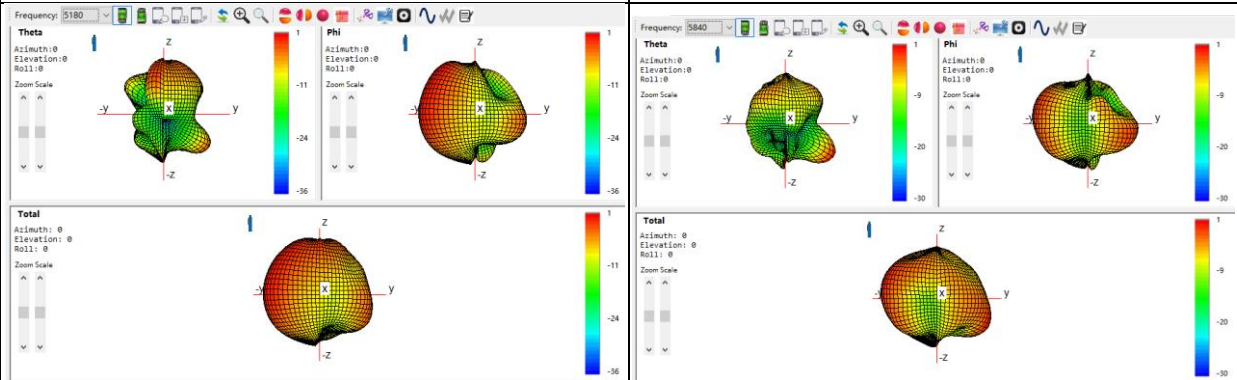 Frequency: 5180
Theta
Azimuth:0
Elevation:0
Roll:0
Zoom Scale
z
-y
X
y
-z
1
-11
-24
-36
Phi
Azimuth:0
Elevation:0
Roll:0
Zoom Scale
z
-y
X
y
-z
1
-11
-24
-36
Total
Azimuth: 0
Elevation: 0
Roll: 0
Zoom Scale
z
-y
X
y
-z
1
-11
-24
-36
Frequency: 5840
Theta
Azimuth:0
Elevation:0
Roll:0
Zoom Scale
z
-y
X
y
-z
1
-9
-20
-30
Phi
Azimuth:0
Elevation:0
Roll:0
Zoom Scale
z
-y
X
y
-z
1
-9
-20
-30
Total
Azimuth: 0
Elevation: 0
Roll: 0
Zoom Scale
z
-y
X
y
-z
1
-9
-20
-30